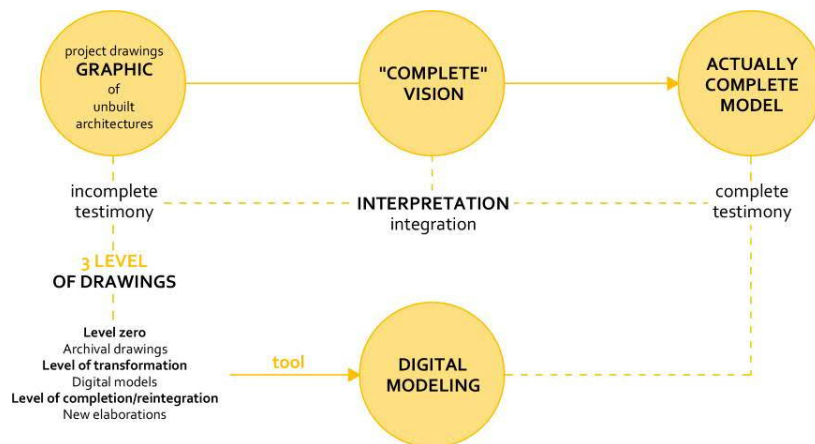 project drawings
GRAPHIC
of
unbuilt
architectures
"COMPLETE"
VISION
ACTUALLY
COMPLETE
MODEL
incomplete
testimony
INTERPRETATION
integration
complete
testimony
3 LEVEL
OF DRAWINGS
Level zero
Archival drawings
Level of transformation
Digital models
Level of completion/reintegration
New elaborations
tool
DIGITAL
MODELING